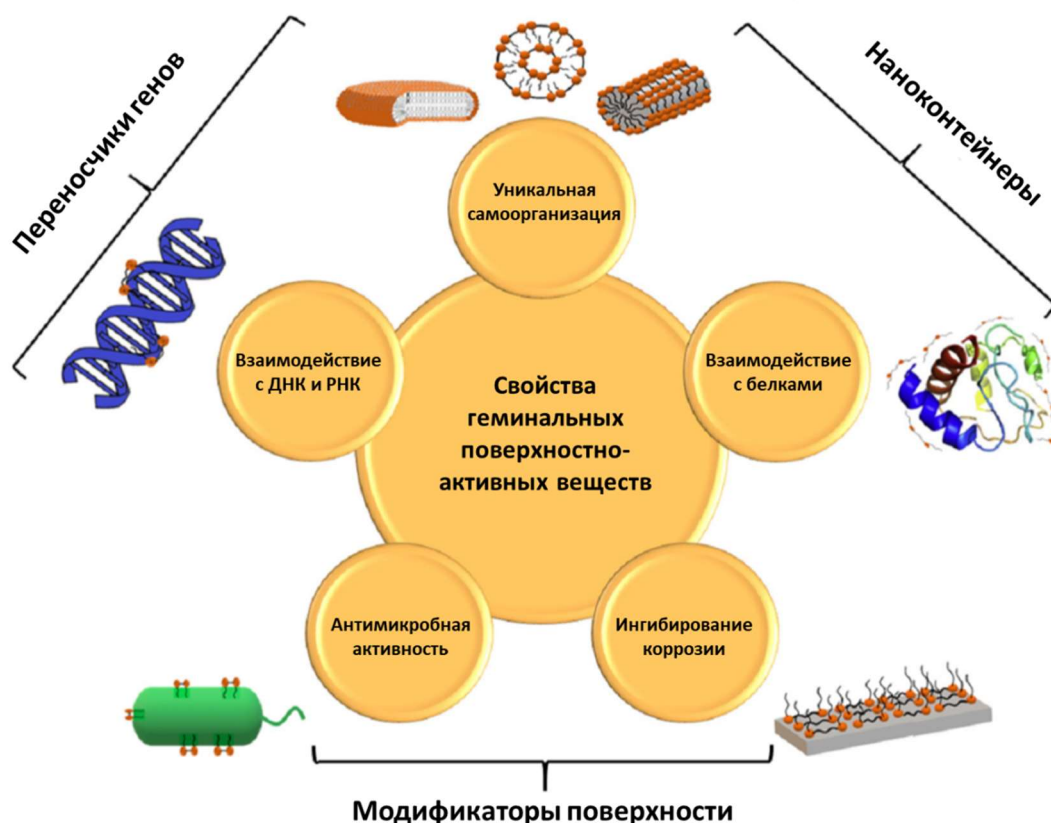 Переносчики генов
Наноконтейнеры
Уникальная
самоорганизация
Взаимодействие
с ДНК и РНК
Взаимодействие
с белками
Свойства
геминальных
поверхностно-
активных веществ
Антимикробная
активность
Ингибирование
коррозии
Модификаторы поверхности